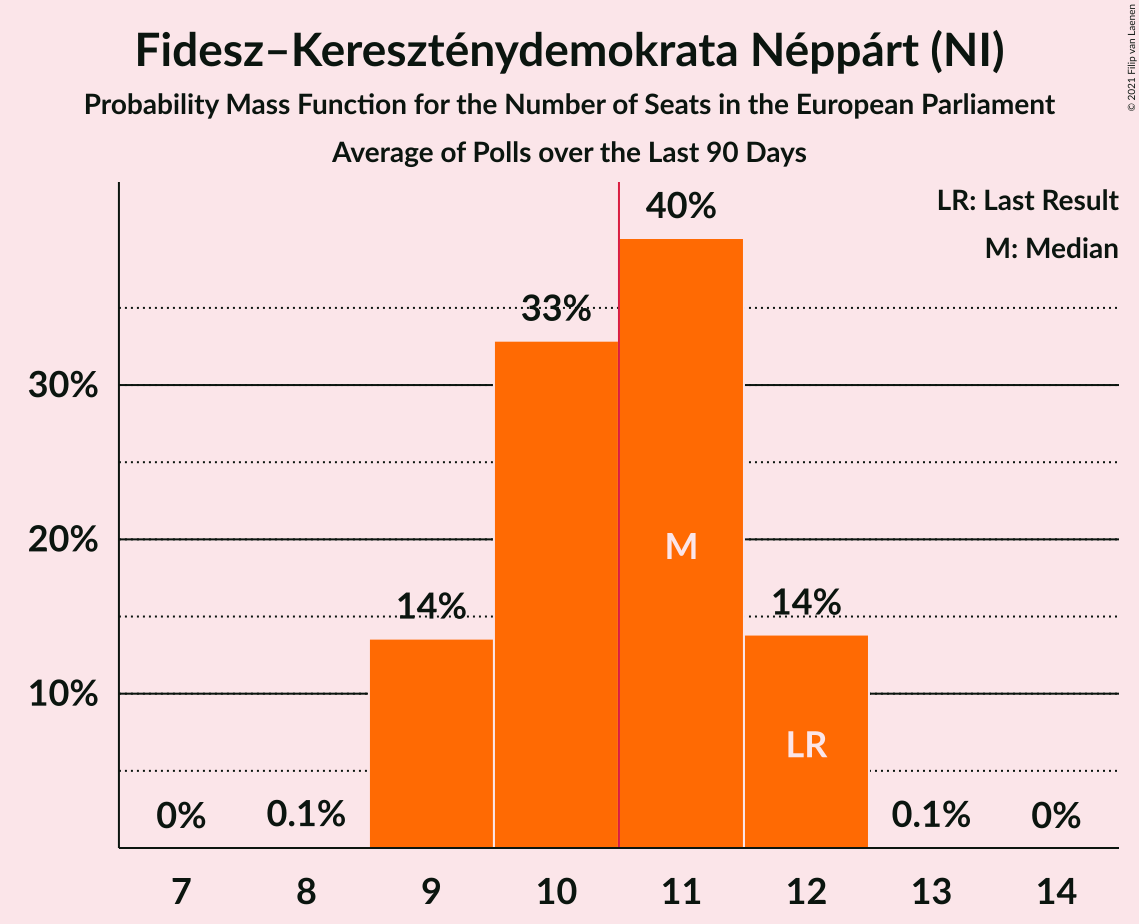 Fidesz–Kereszténydemokrata Néppárt (NI)
Probability Mass Function for the Number of Seats in the European Parliament
Average of Polls over the Last 90 Days
© 2021 Filip van Laenen
LR: Last Result
M: Median
40%
33%
30%
M
20%
14%
14%
10%
LR
0%
0.1%
0.1%
0%
7 8 9 10 11 12 13 14